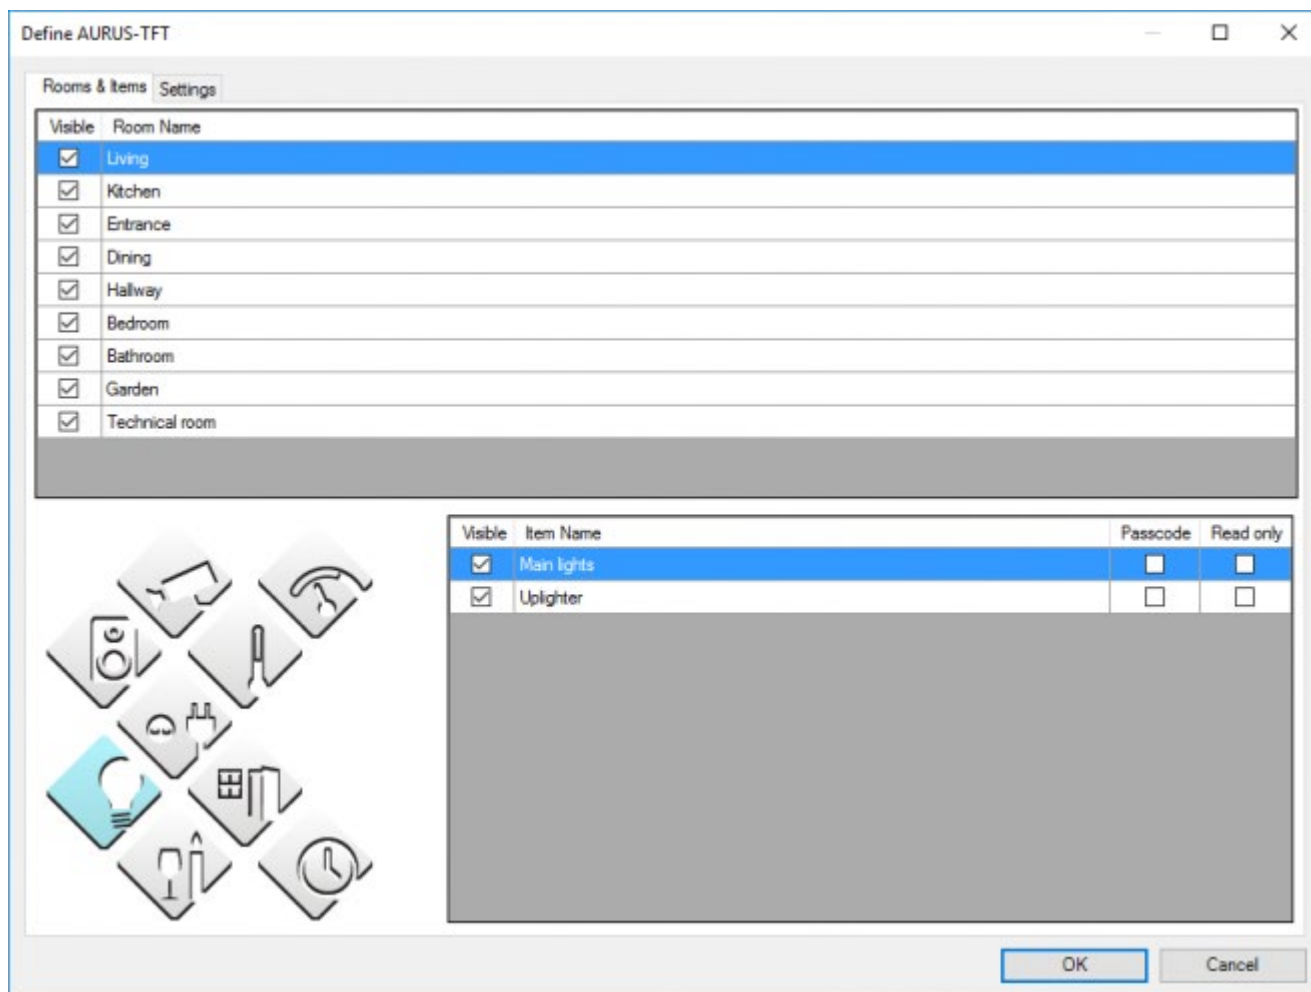 Define AURUS-TFT
Rooms & Items Settings
Visible Room Name
Living
Kitchen
Entrance
Dining
Hallway
Bedroom
Bathroom
Garden
Technical room
Visible Item Name Passcode Read only
Main lights
Uplighter
OK Cancel